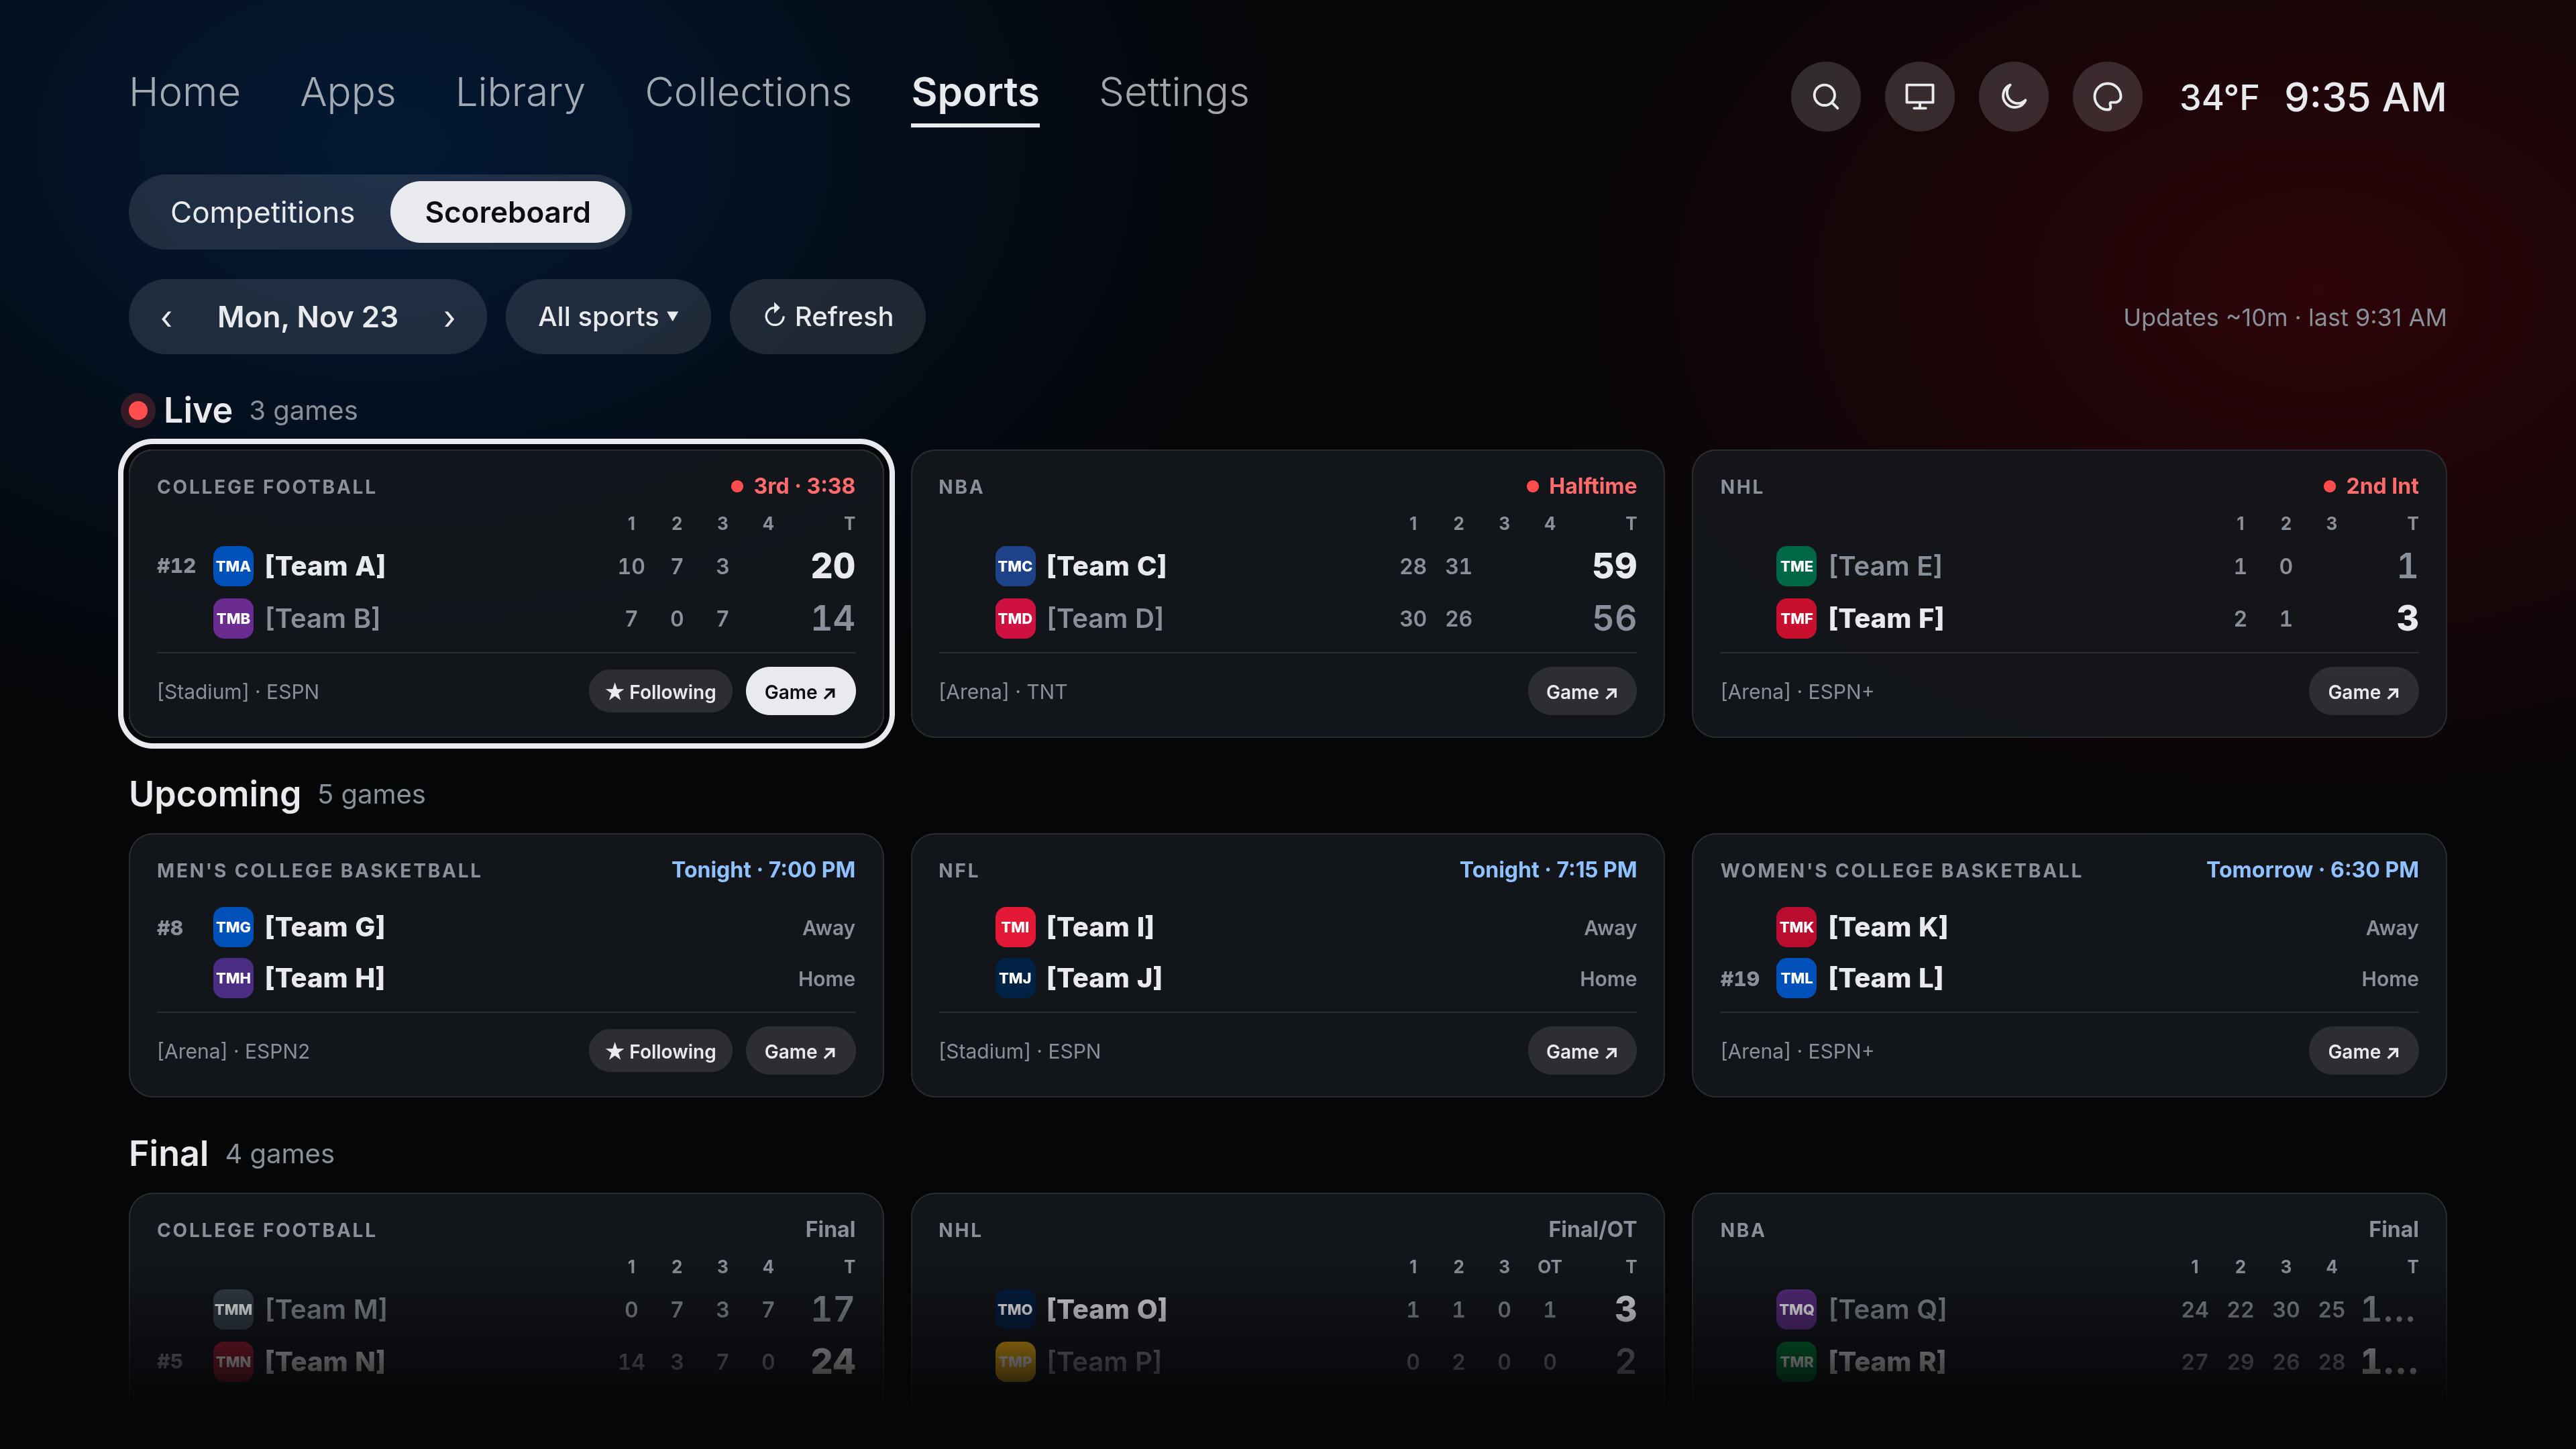 Home Apps Library Collections Sports Settings 34°F 9:35 AM
Competitions Scoreboard
‹ Mon, Nov 23 › All sports ▾ ↻ Refresh Updates ~10m · last 9:31 AM
Live 3 games
COLLEGE FOOTBALL 3rd · 3:38
1 2 3 4 T
#12 TMA [Team A] 10 7 3 20
TMB [Team B] 7 0 7 14
[Stadium] · ESPN ★ Following Game ↗
NBA Halftime
1 2 3 4 T
TMC [Team C] 28 31 59
TMD [Team D] 30 26 56
[Arena] · TNT Game ↗
NHL 2nd Int
1 2 3 T
TME [Team E] 1 0 1
TMF [Team F] 2 1 3
[Arena] · ESPN+ Game ↗
Upcoming 5 games
MEN'S COLLEGE BASKETBALL Tonight · 7:00 PM
#8 TMG [Team G] Away
TMH [Team H] Home
[Arena] · ESPN2 ★ Following Game ↗
NFL Tonight · 7:15 PM
TMI [Team I] Away
TMJ [Team J] Home
[Stadium] · ESPN Game ↗
WOMEN'S COLLEGE BASKETBALL Tomorrow · 6:30 PM
TMK [Team K] Away
#19 TML [Team L] Home
[Arena] · ESPN+ Game ↗
Final 4 games
COLLEGE FOOTBALL Final
1 2 3 4 T
TMM [Team M] 0 7 3 7 17
#5 TMN [Team N] 14 3 7 0 24
NHL Final/OT
1 2 3 OT T
TMO [Team O] 1 1 0 1 3
TMP [Team P] 0 2 0 0 2
NBA Final
1 2 3 4 T
TMQ [Team Q] 24 22 30 25 1...
TMR [Team R] 27 29 26 28 1...